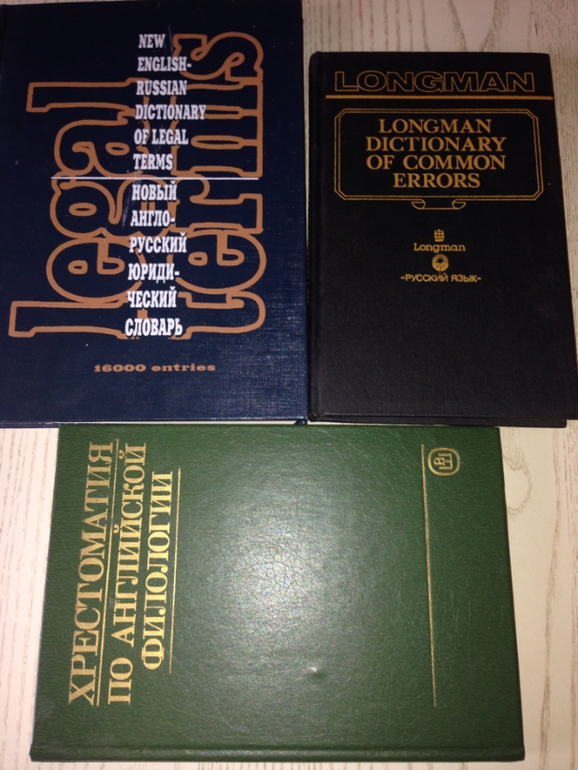 legal
terms
NEW
ENGLISH-
RUSSIAN
DICTIONARY
OF LEGAL
TERMS
НОВЫЙ
АНГЛО-
РУССКИЙ
ЮРИДИ-
ЧЕСКИЙ
СЛОВАРЬ
16000 entries
LONGMAN
LONGMAN
DICTIONARY
OF COMMON
ERRORS
Longman
«РУССКИЙ ЯЗЫК»
ХРЕСТОМАТИЯ
ПО АНГЛИЙСКОЙ
ФИЛОЛОГИИ